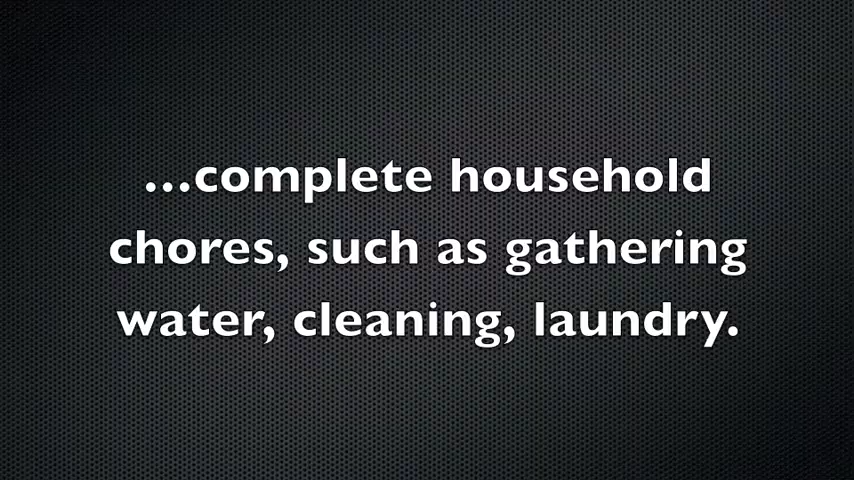 ...complete household
chores, such as gathering
water, cleaning, laundry.